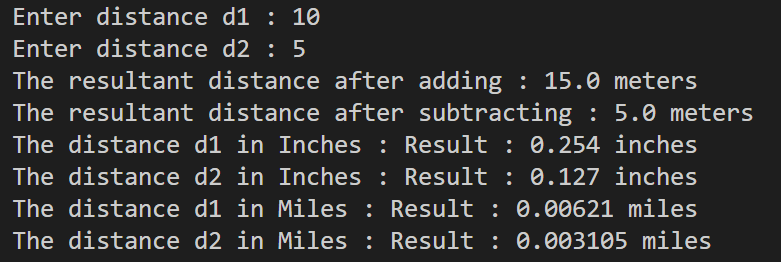 Enter distance d1 : 10
Enter distance d2 : 5
The resultant distance after adding : 15.0 meters
The resultant distance after subtracting : 5.0 meters
The distance d1 in Inches : Result : 0.254 inches
The distance d2 in Inches : Result : 0.127 inches
The distance d1 in Miles : Result : 0.00621 miles
The distance d2 in Miles : Result : 0.003105 miles